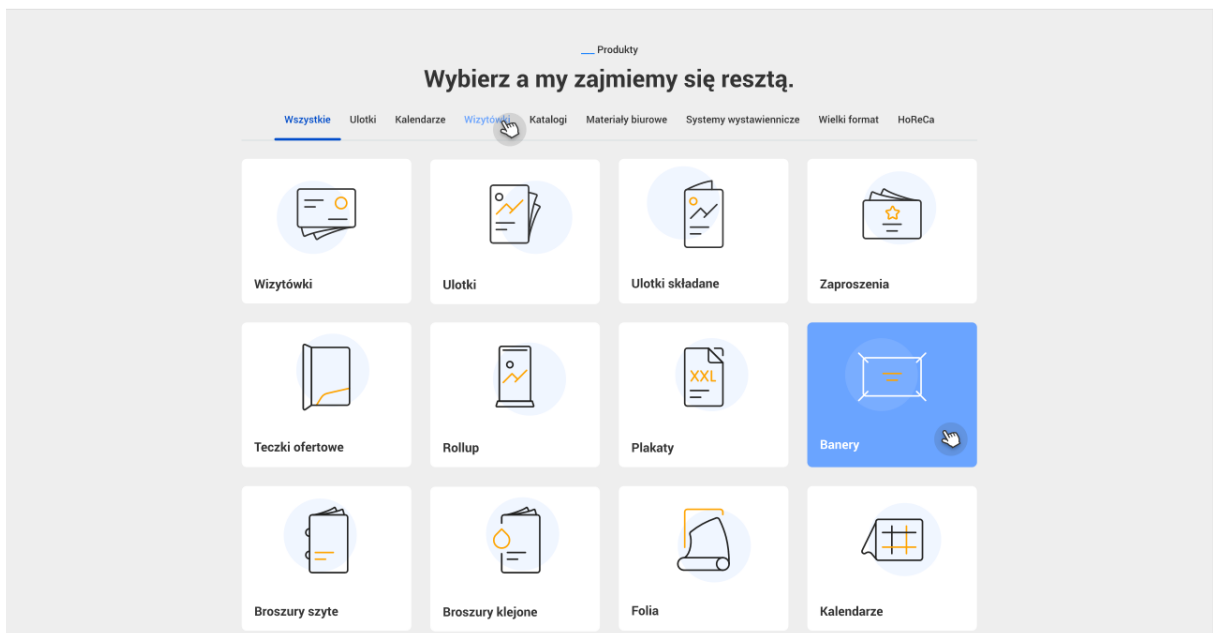 Produkty
Wybierz a my zajmiemy się resztą.
Wszystkie Ulotki Kalendarze Wizytówki Katalogi Materiały biurowe Systemy wystawiennicze Wielki format HoReCa
Wizytówki Ulotki Ulotki składane Zaproszenia
XXL
Teczki ofertowe Rollup Plakaty Banery
Broszury szyte Broszury klejone Folia Kalendarze